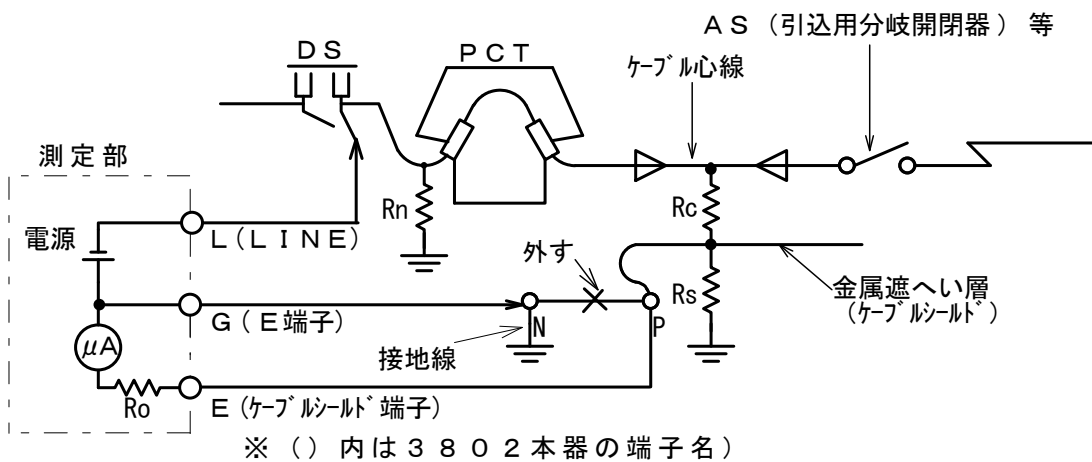 AS（引込用分岐開閉器）等
DS
PCT
ｹｰﾌﾞﾙ心線
測定部
Rn
Rc
電源
L（LINE）
外す
Rs
金属遮へい層
（ｹｰﾌﾞﾙｼｰﾙﾄﾞ）
G（E端子）
N
P
μA
接地線
Ro
E（ｹｰﾌﾞﾙｼｰﾙﾄﾞ端子）
※（）内は３８０２本器の端子名）